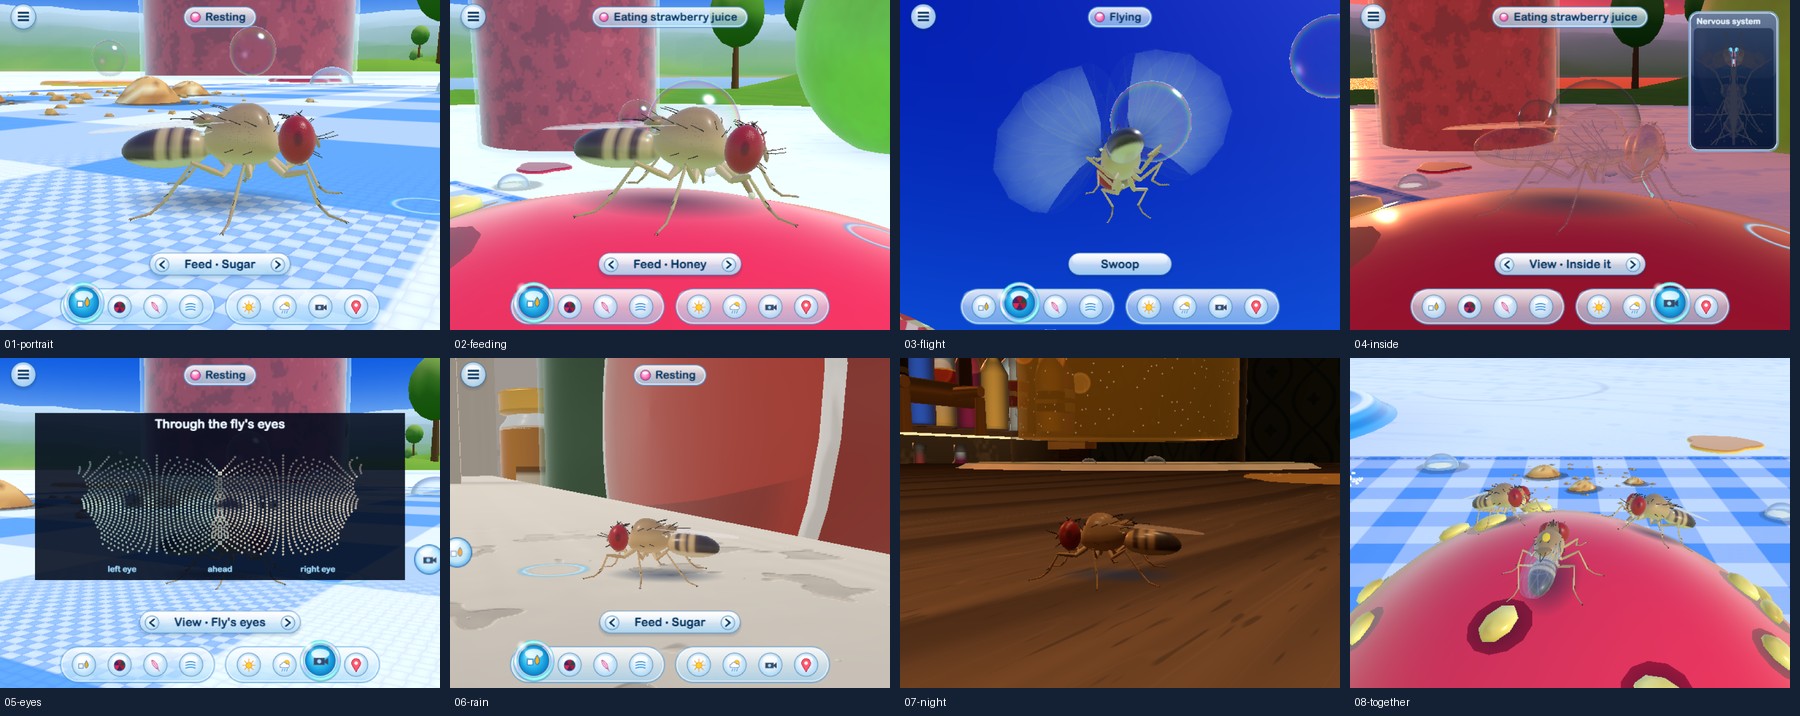 Resting
Feed · Sugar
01-portrait
Eating strawberry juice
Feed · Honey
02-feeding
Flying
Swoop
03-flight
Eating strawberry juice
Nervous system
View · Inside it
04-inside
Resting
Through the fly's eyes
left eye
ahead
right eye
View · Fly's eyes
05-eyes
Resting
Feed · Sugar
06-rain
07-night
08-together